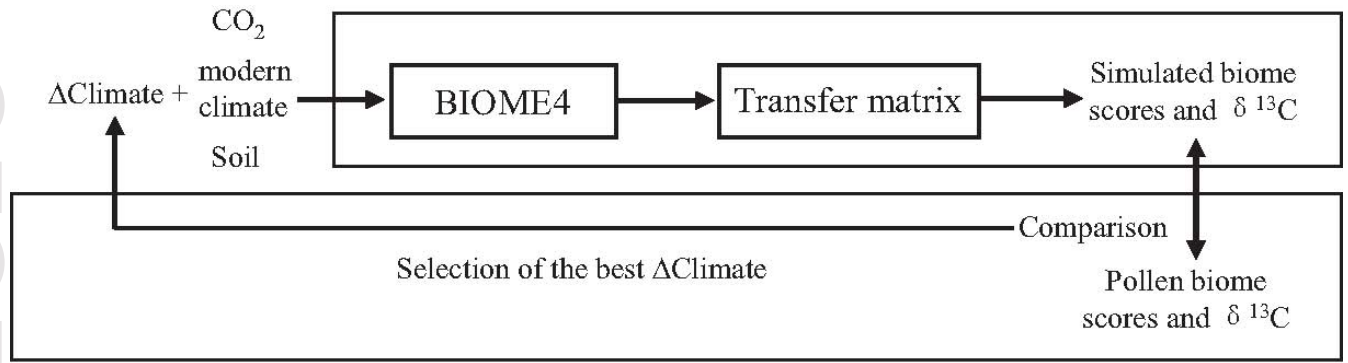 CO₂
ΔClimate + modern climate
Soil
BIOME4
Transfer matrix
Simulated biome
scores and δ ¹³C
Comparison
Selection of the best ΔClimate
Pollen biome
scores and δ ¹³C